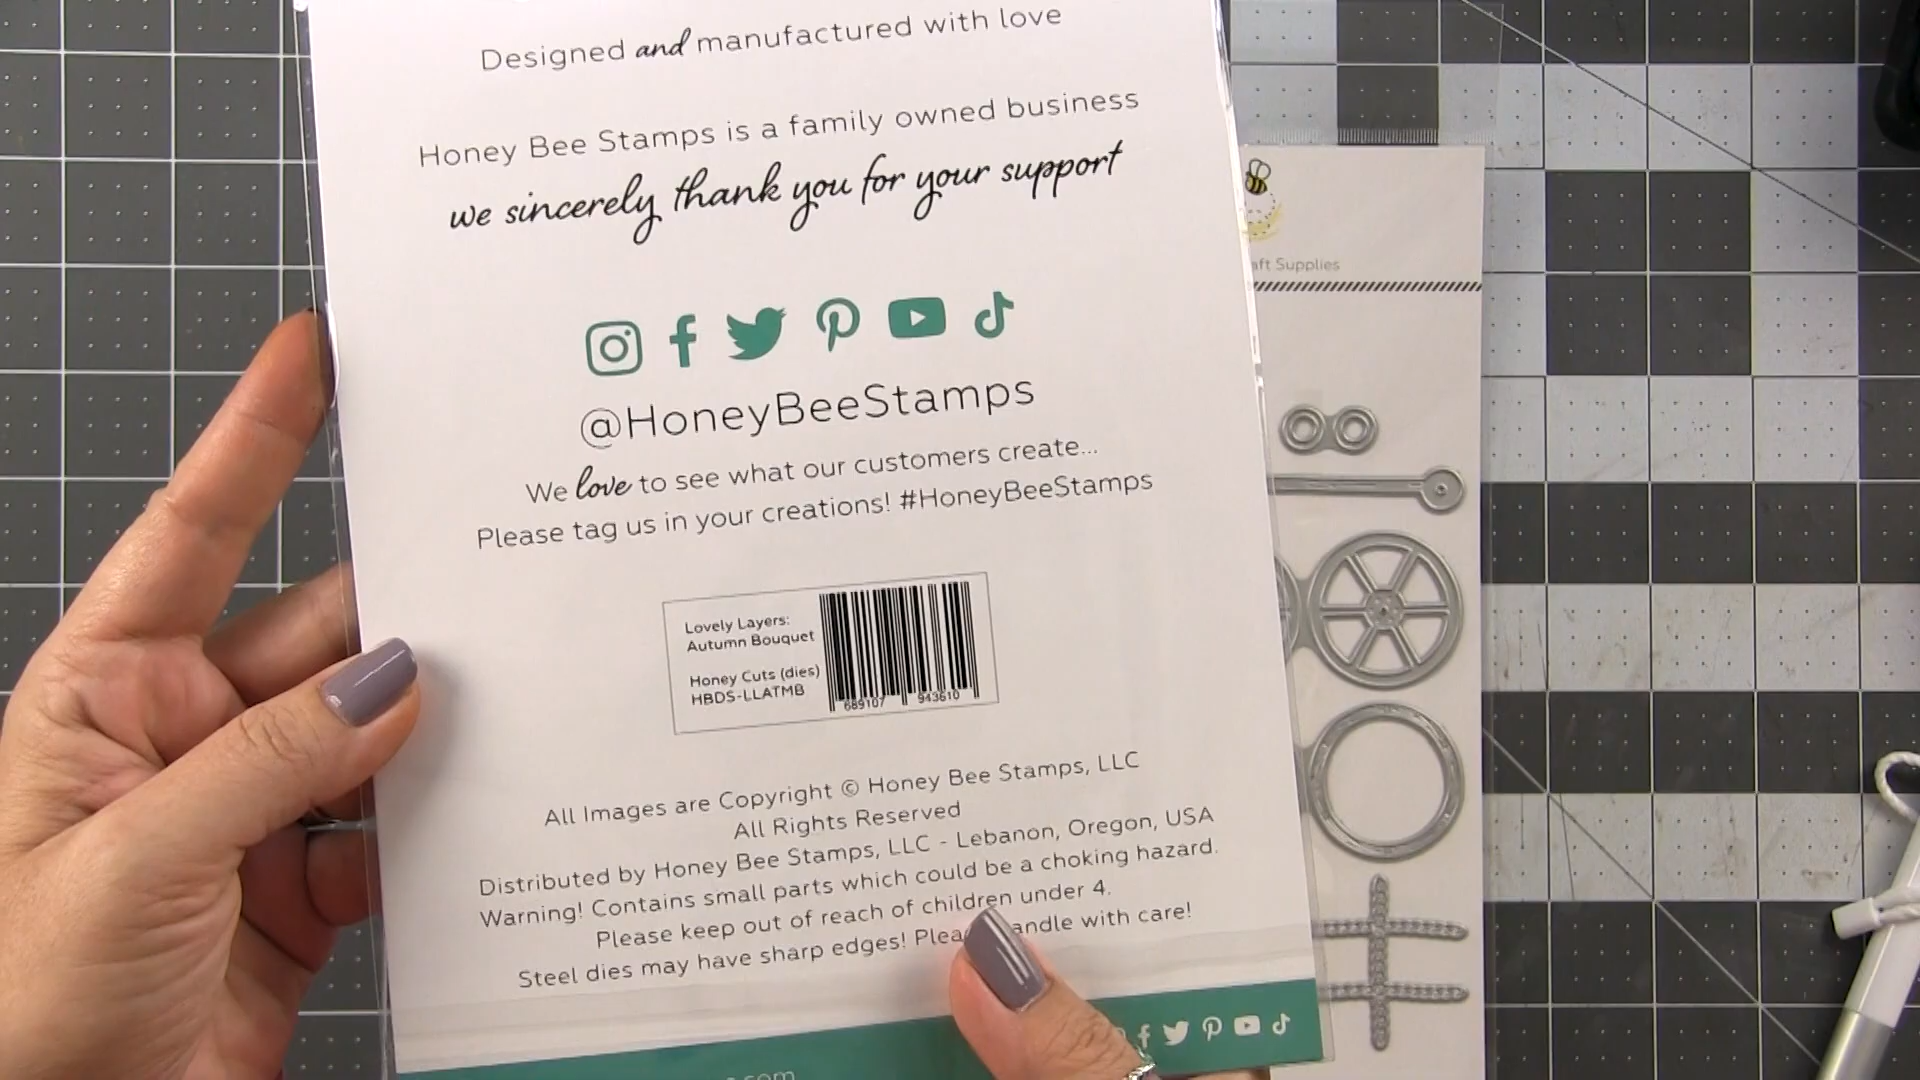 Designed and manufactured with love
Honey Bee Stamps is a family owned business
we sincerely thank you for your support
@HoneyBeeStamps
We love to see what our customers create...
Please tag us in your creations! #HoneyBeeStamps
Lovely Layers:
Autumn Bouquet
Honey Cuts (dies)
HBDS-LLATMB
689107 943610
All Images are Copyright © Honey Bee Stamps, LLC
All Rights Reserved
Distributed by Honey Bee Stamps, LLC - Lebanon, Oregon, USA
Warning! Contains small parts which could be a choking hazard.
Please keep out of reach of children under 4.
Steel dies may have sharp edges! with care!
Supplies